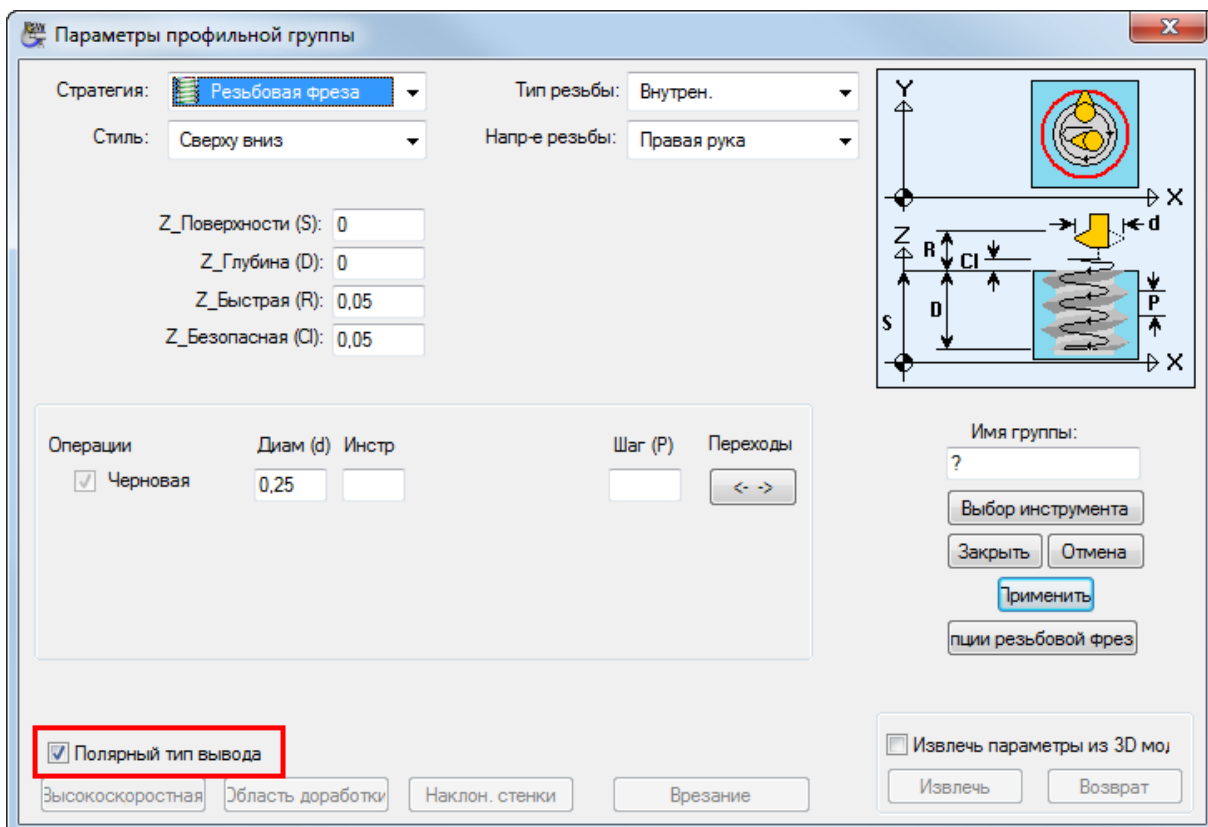 Параметры профильной группы
X
Стратегия: Резьбовая фреза Тип резьбы: Внутрен.
Стиль: Сверху вниз Напр-е резьбы: Правая рука
Z_Поверхности (S): 0
Z_Глубина (D): 0
Z_Быстрая (R): 0,05
Z_Безопасная (Cl): 0,05
Y
X
Z R Cl d
S D P
X
Операции Диам (d) Инстр Шаг (P) Переходы
Черновая 0,25 <- ->
Имя группы:
?
Выбор инструмента
Закрыть Отмена
Применить
пции резьбовой фрез
Полярный тип вывода
Высокоскоростная Область доработки Наклон. стенки Врезание
Извлечь параметры из 3D мод
Извлечь Возврат